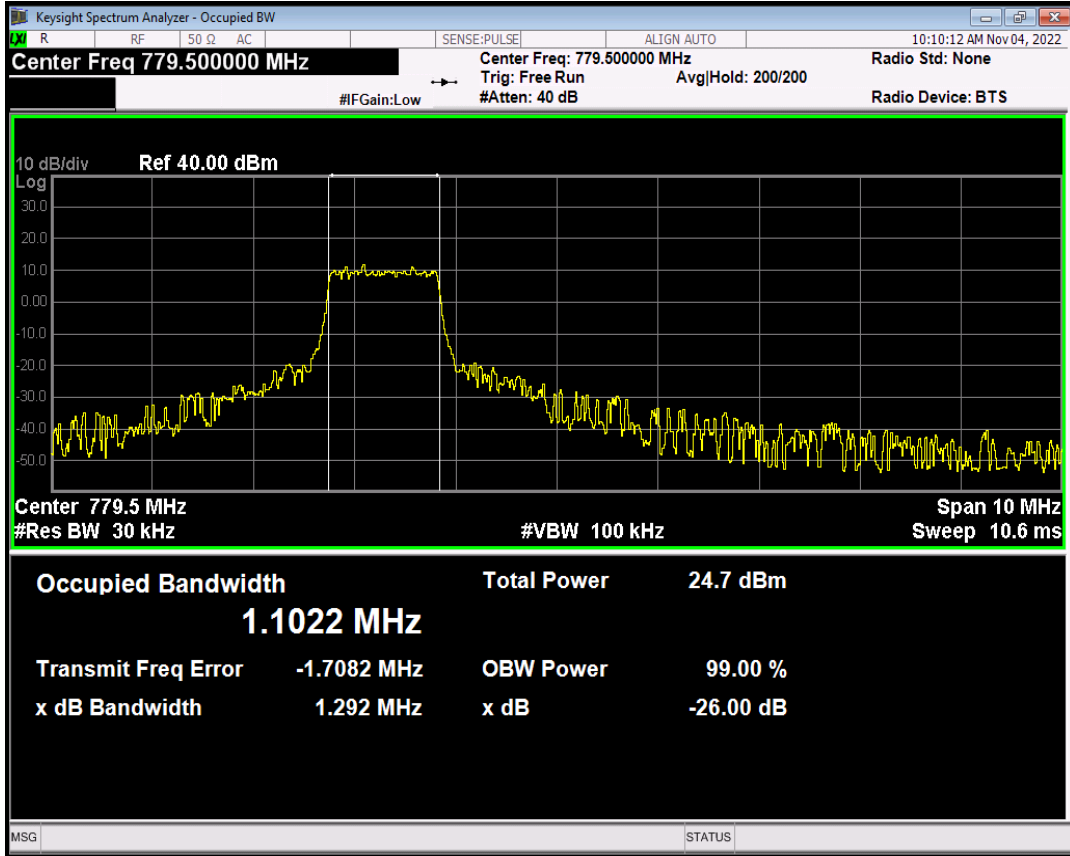 Keysight Spectrum Analyzer - Occupied BW
LXI R RF 50 Ω AC SENSE:PULSE ALIGN AUTO 10:10:12 AM Nov 04, 2022
Center Freq 779.500000 MHz
Center Freq: 779.500000 MHz
Radio Std: None
Trig: Free Run Avg|Hold: 200/200
#IFGain:Low #Atten: 40 dB
Radio Device: BTS
10 dB/div Ref 40.00 dBm
Log
30.0
20.0
10.0
0.00
-10.0
-20.0
-30.0
-40.0
-50.0
Center 779.5 MHz Span 10 MHz
#Res BW 30 kHz #VBW 100 kHz Sweep 10.6 ms
Occupied Bandwidth Total Power 24.7 dBm
1.1022 MHz
Transmit Freq Error -1.7082 MHz OBW Power 99.00 %
x dB Bandwidth 1.292 MHz x dB -26.00 dB
MSG STATUS